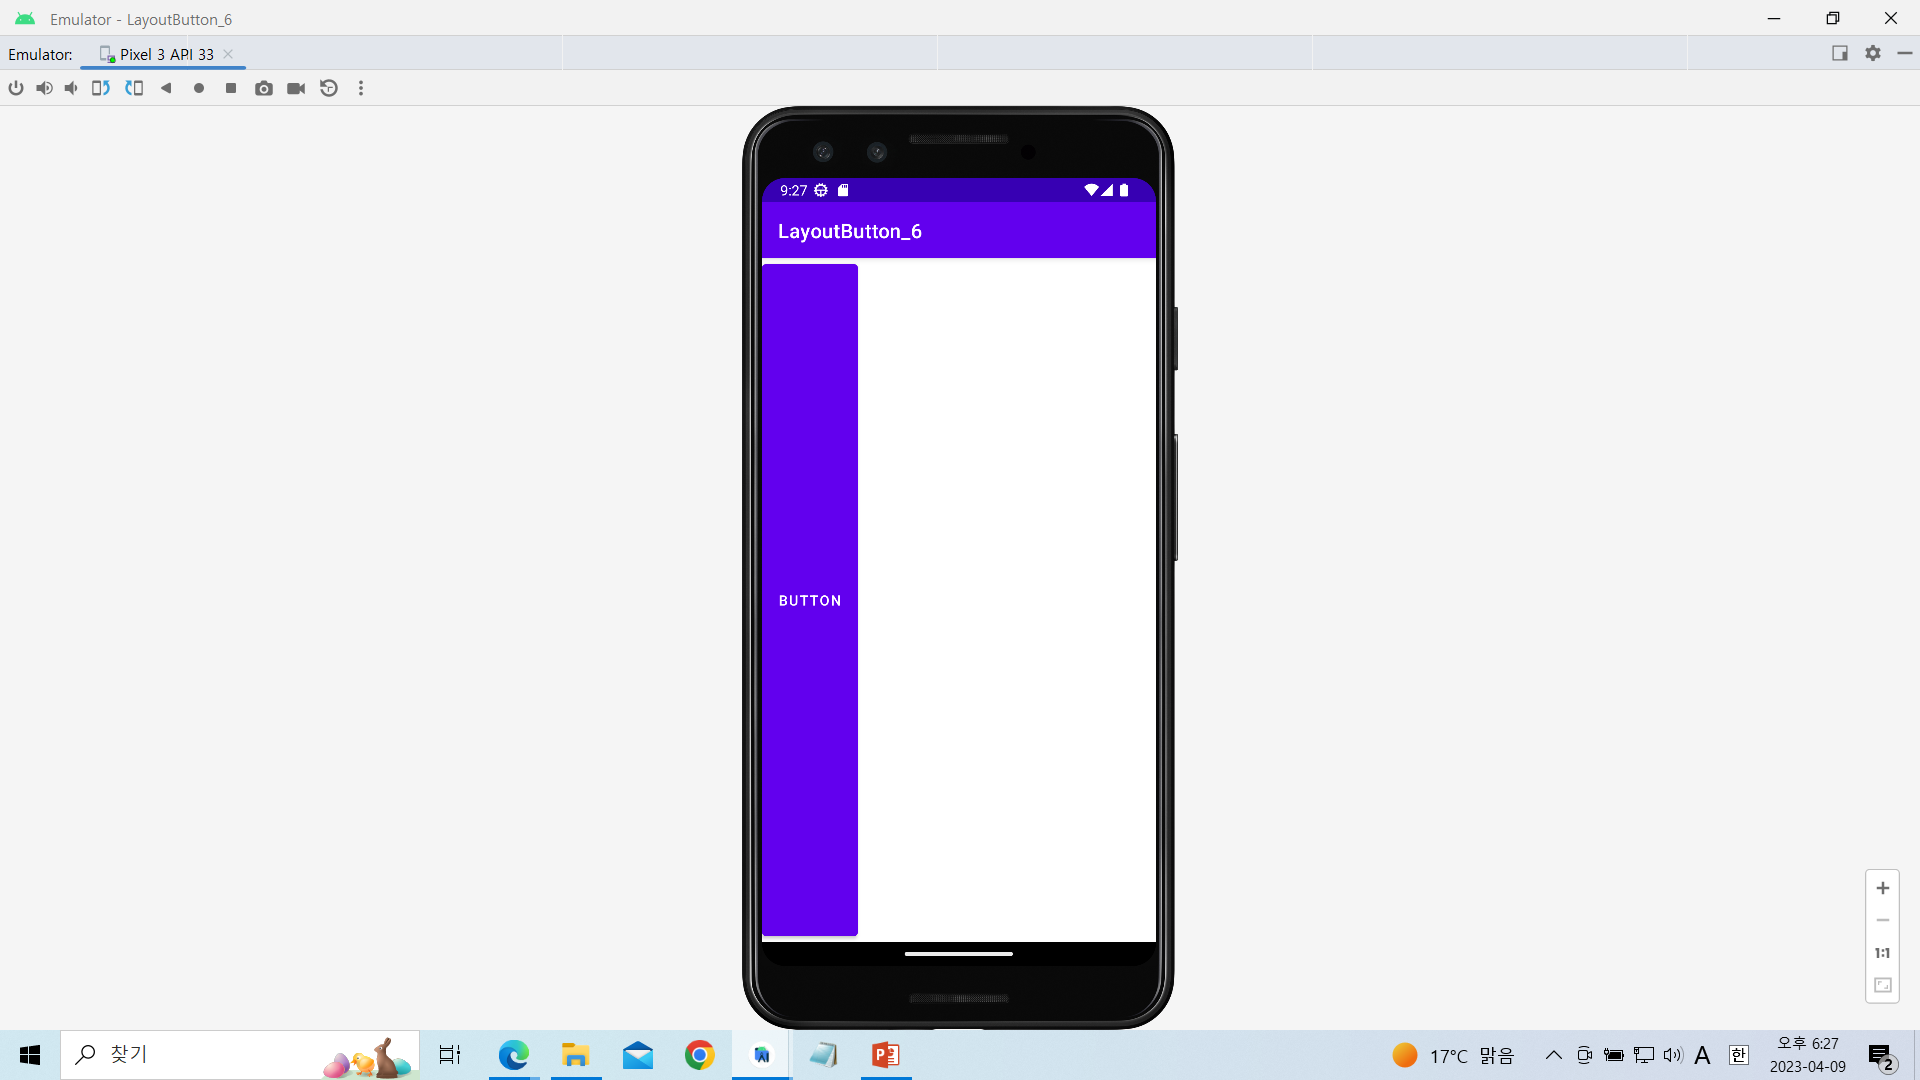 Emulator - LayoutButton_6
Emulator: Pixel 3 API 33
9:27
LayoutButton_6
BUTTON
1:1
찾기
17°C 맑음
A 한
오후 6:27
2023-04-09
2